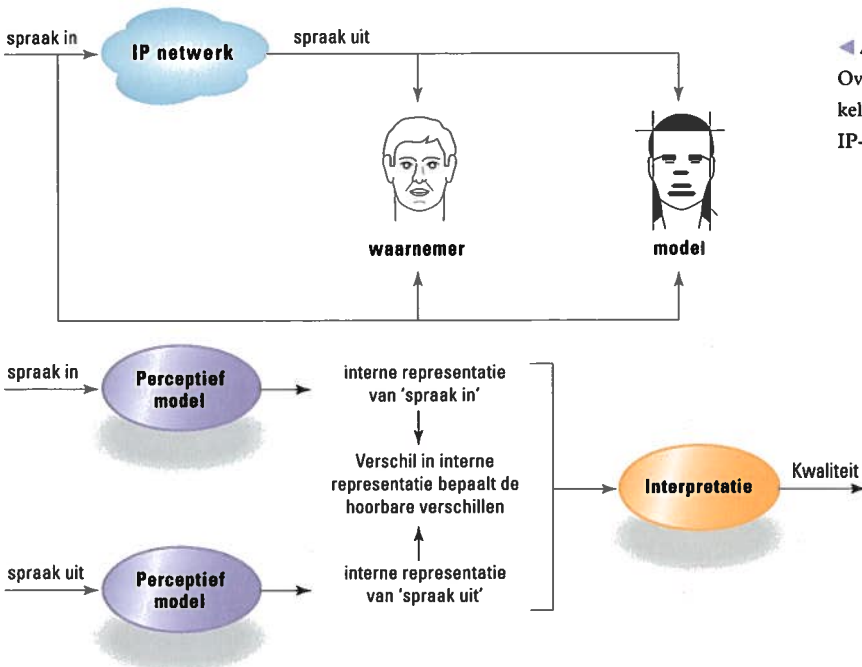 spraak in
IP netwerk
spraak uit
waarnemer
model
Ov
kel
IP-
spraak in
Perceptief
model
interne representatie
van 'spraak in'
Verschil in interne
representatie bepaalt de
hoorbare verschillen
Interpretatie
Kwaliteit
spraak uit
Perceptief
model
interne representatie
van 'spraak uit'